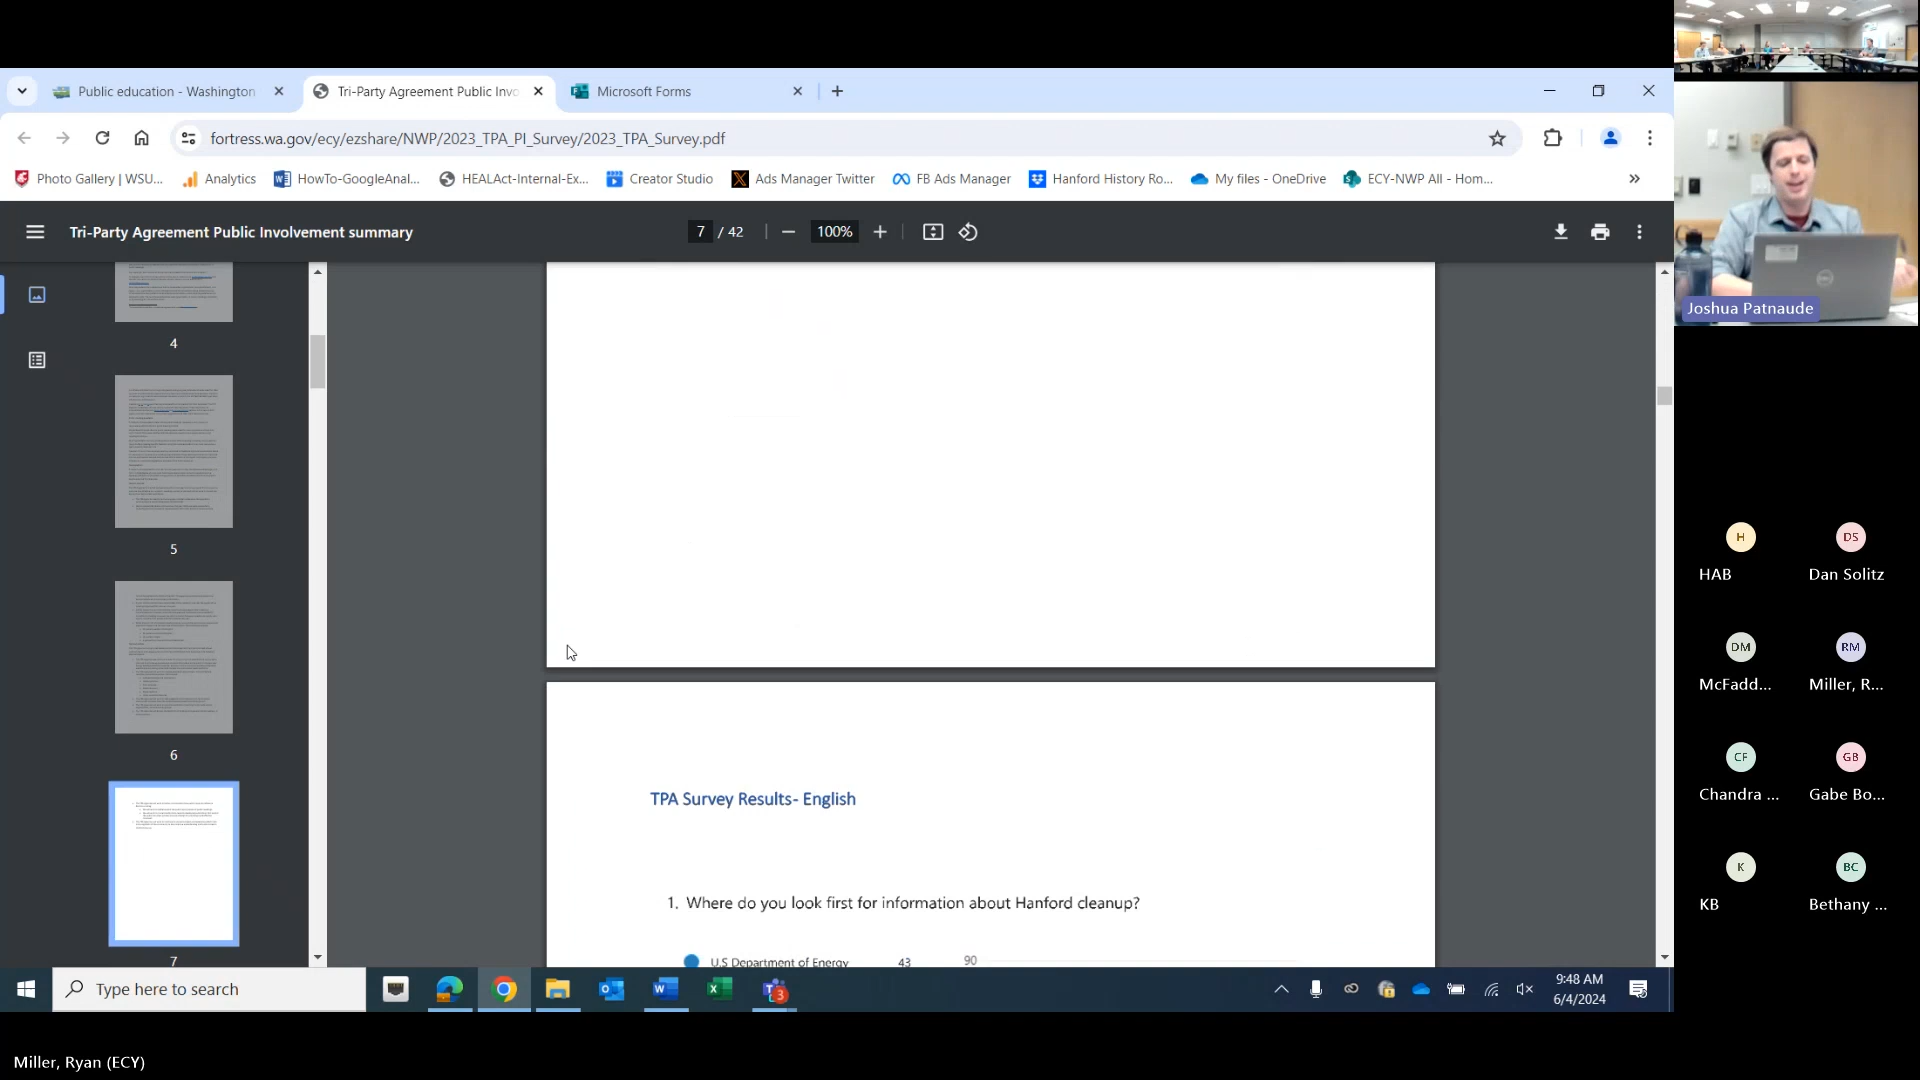 Public education - Washington
Tri-Party Agreement Public Invo
Microsoft Forms
fortress.wa.gov/ecy/ezshare/NWP/2023_TPA_PI_Survey/2023_TPA_Survey.pdf
Photo Gallery | WSU...
Analytics
HowTo-GoogleAnal...
HEALAct-Internal-Ex...
Creator Studio
Ads Manager Twitter
FB Ads Manager
Hanford History Ro...
My files - OneDrive
ECY-NWP All - Hom...
Tri-Party Agreement Public Involvement summary
7 / 42
100%
4
5
6
7
TPA Survey Results- English
1. Where do you look first for information about Hanford cleanup?
U.S Department of Energy 43
90
Type here to search
3
9:48 AM
6/4/2024
Miller, Ryan (ECY)
Joshua Patnaude
H
HAB
DS
Dan Solitz
DM
McFadd...
RM
Miller, R...
CF
Chandra ...
GB
Gabe Bo...
K
KB
BC
Bethany ...